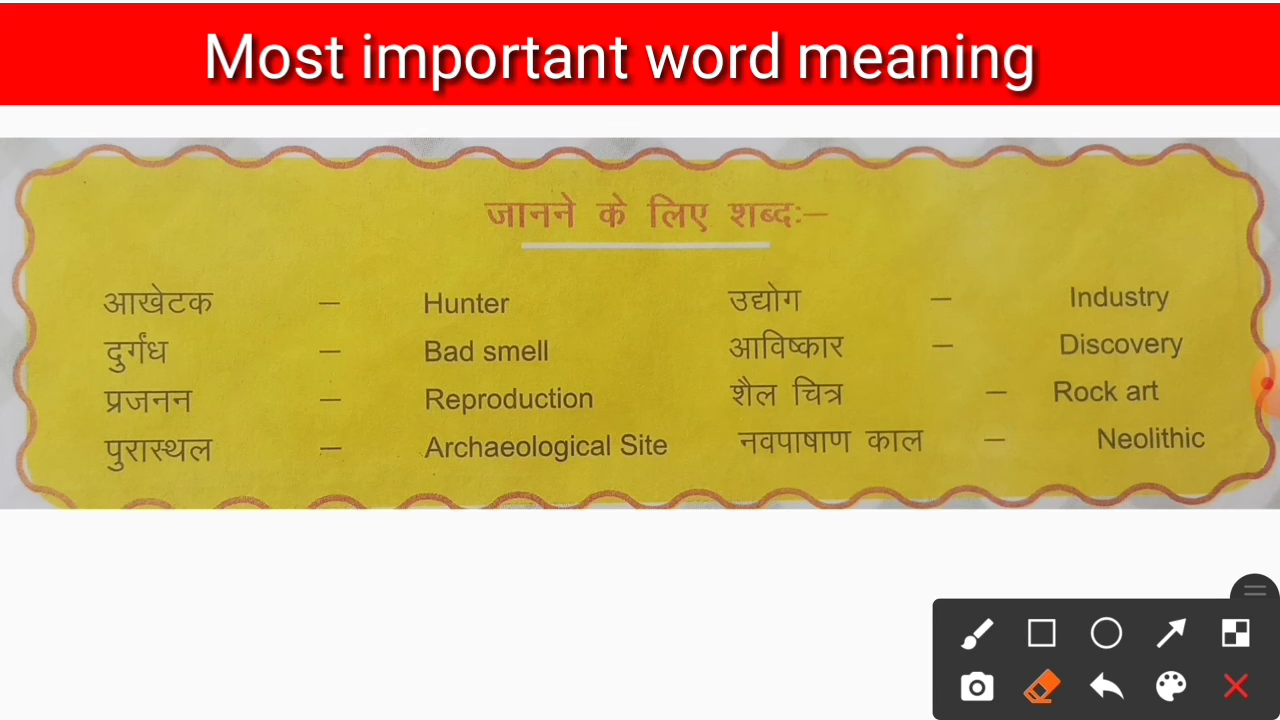 Most important word meaning
जानने के लिए शब्दः—
आखेटक — Hunter उद्योग — Industry
दुर्गंध — Bad smell आविष्कार — Discovery
प्रजनन — Reproduction शैल चित्र — Rock art
पुरास्थल — Archaeological Site नवपाषाण काल — Neolithic